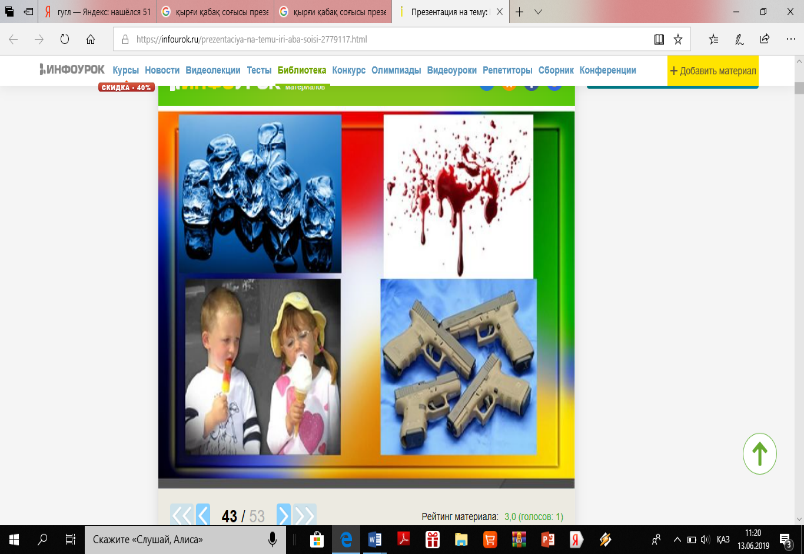 гугл — Яндекс: нашёлся 51
қырғи қабақ соғысы презе
қырғи қабақ соғысы презе
Презентация на тему:
https://infourok.ru/prezentaciya-na-temu-iri-aba-soisi-2779117.html
ИНФОУРОК
Курсы Новости Видеолекции Тесты Библиотека Конкурс Олимпиады Видеоуроки Репетиторы Сборник Конференции
+ Добавить материал
СКИДКА - 40%
материалов
43 / 53
Рейтинг материала: 3,0 (голосов: 1)
Скажите «Слушай, Алиса»
ҚАЗ
11:20
13.06.2019